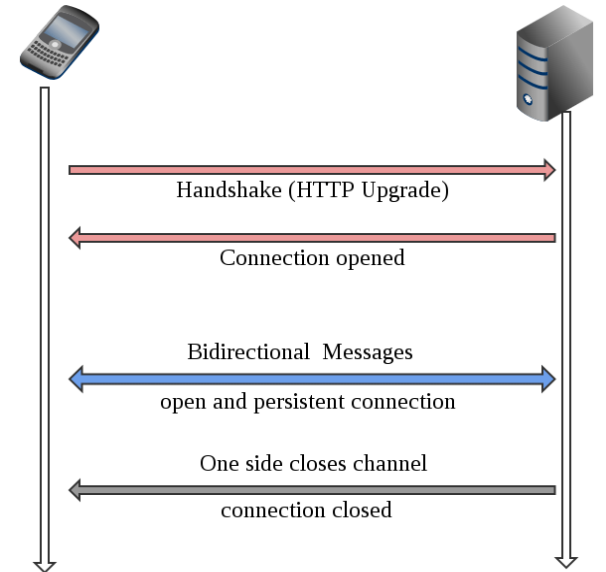 Handshake (HTTP Upgrade)
Connection opened
Bidirectional  Messages
open and persistent connection
One side closes channel
connection closed